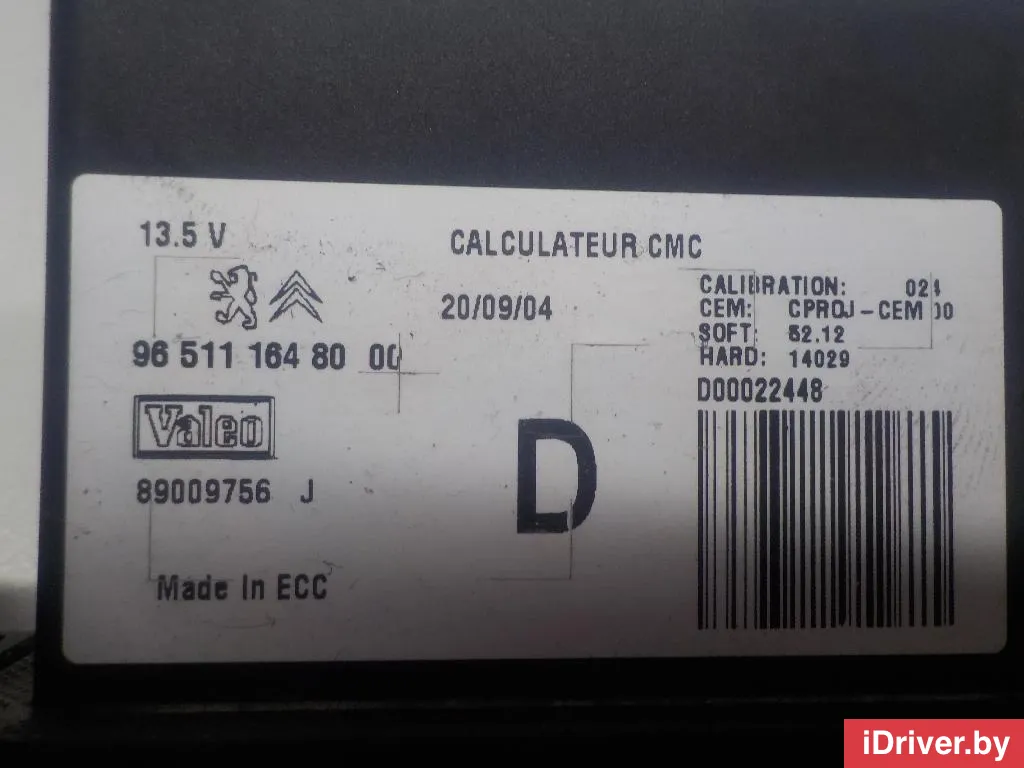 13.5 V
CALCULATEUR CMC
20/09/04
96 511 164 80 00
Valeo
89009756 J
Made In ECC
D
CALIBRATION:
CEM: CPROJ-CEM 00
SOFT: 52.12
HARD: 14029
D00022448
iDriver.by